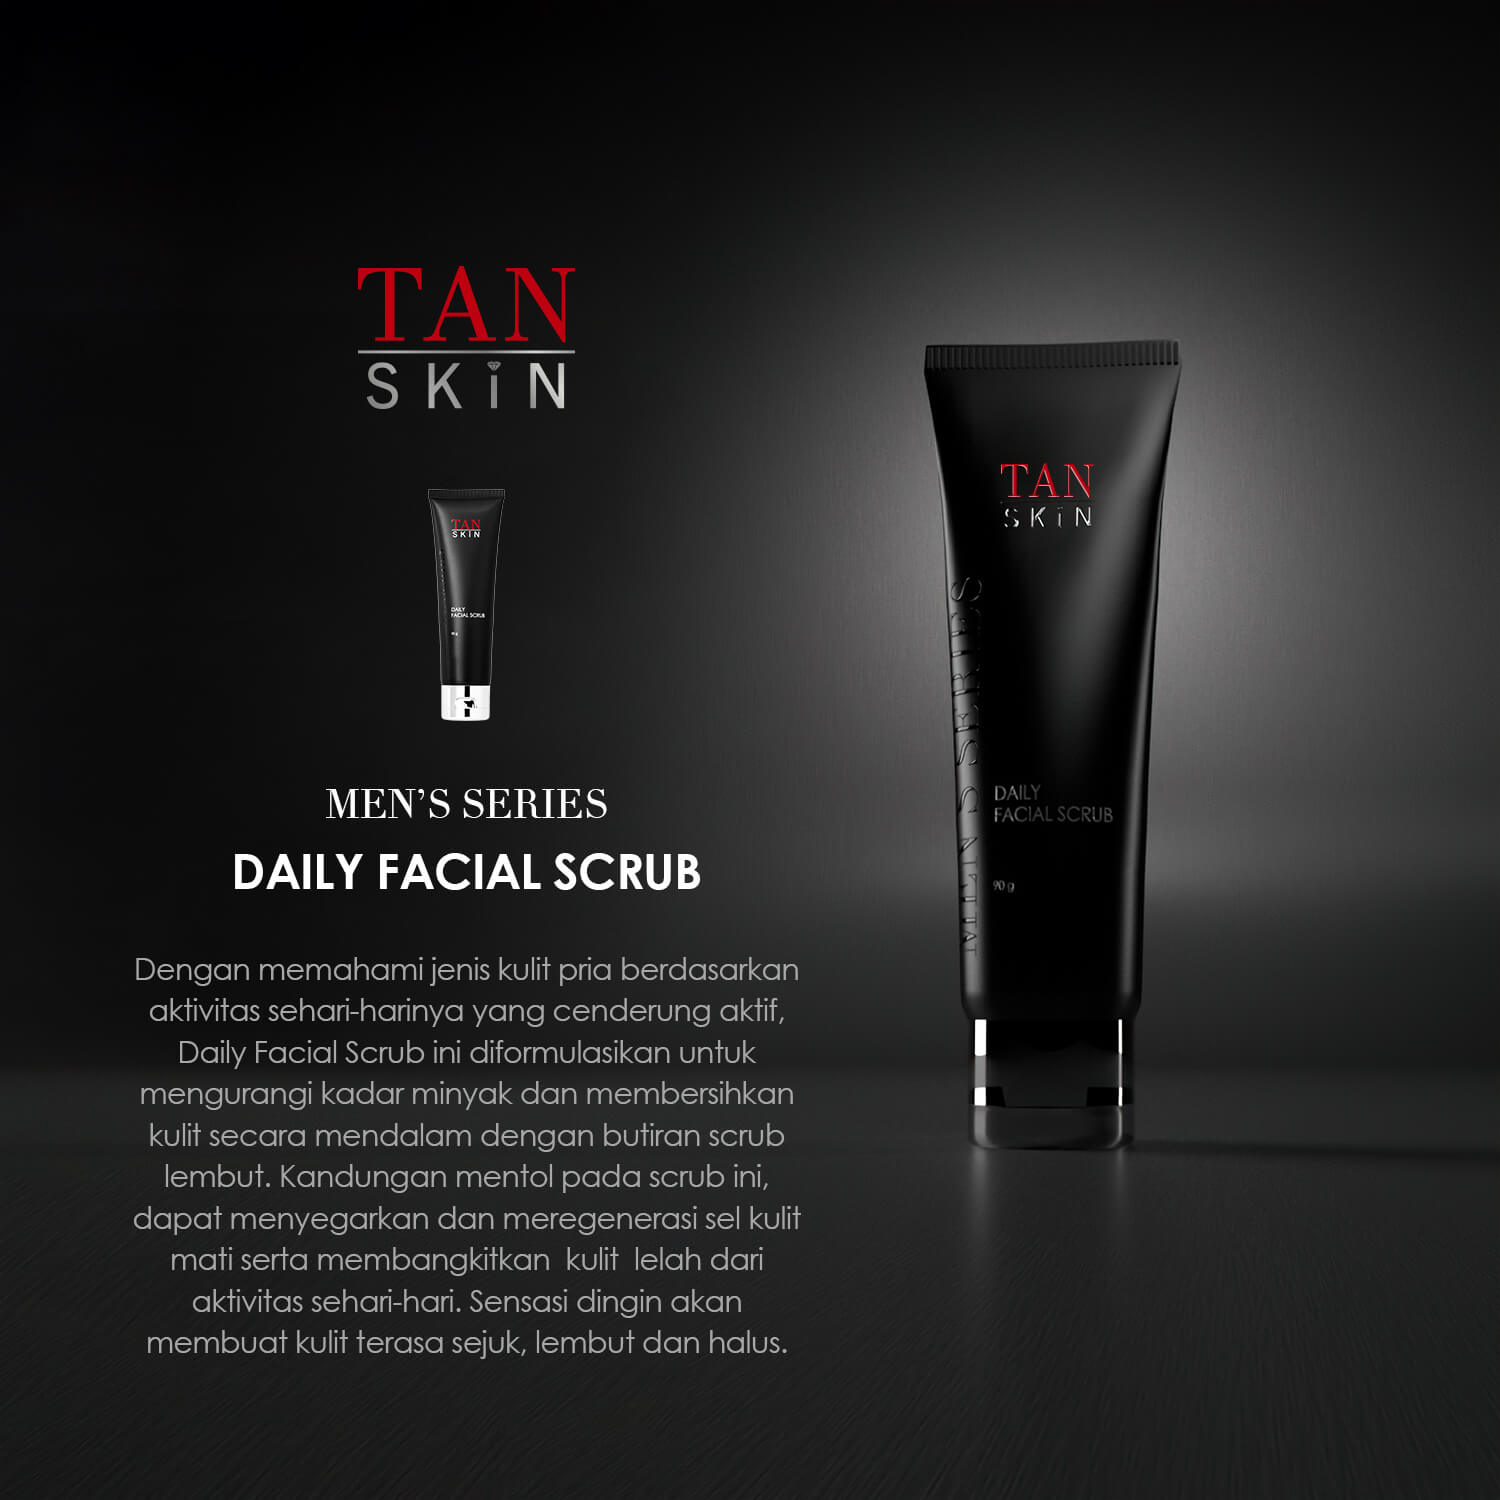 TAN
SKiN
TAN
SKiN
DAILY
FACIAL SCRUB
90 g
MEN'S SERIES
DAILY FACIAL SCRUB
Dengan memahami jenis kulit pria berdasarkan
aktivitas sehari-harinya yang cenderung aktif,
Daily Facial Scrub ini diformulasikan untuk
mengurangi kadar minyak dan membersihkan
kulit secara mendalam dengan butiran scrub
lembut. Kandungan mentol pada scrub ini,
dapat menyegarkan dan meregenerasi sel kulit
mati serta membangkitkan kulit lelah dari
aktivitas sehari-hari. Sensasi dingin akan
membuat kulit terasa sejuk, lembut dan halus.
TAN
SKiN
MEN'S SERIES
DAILY
FACIAL SCRUB
90 g